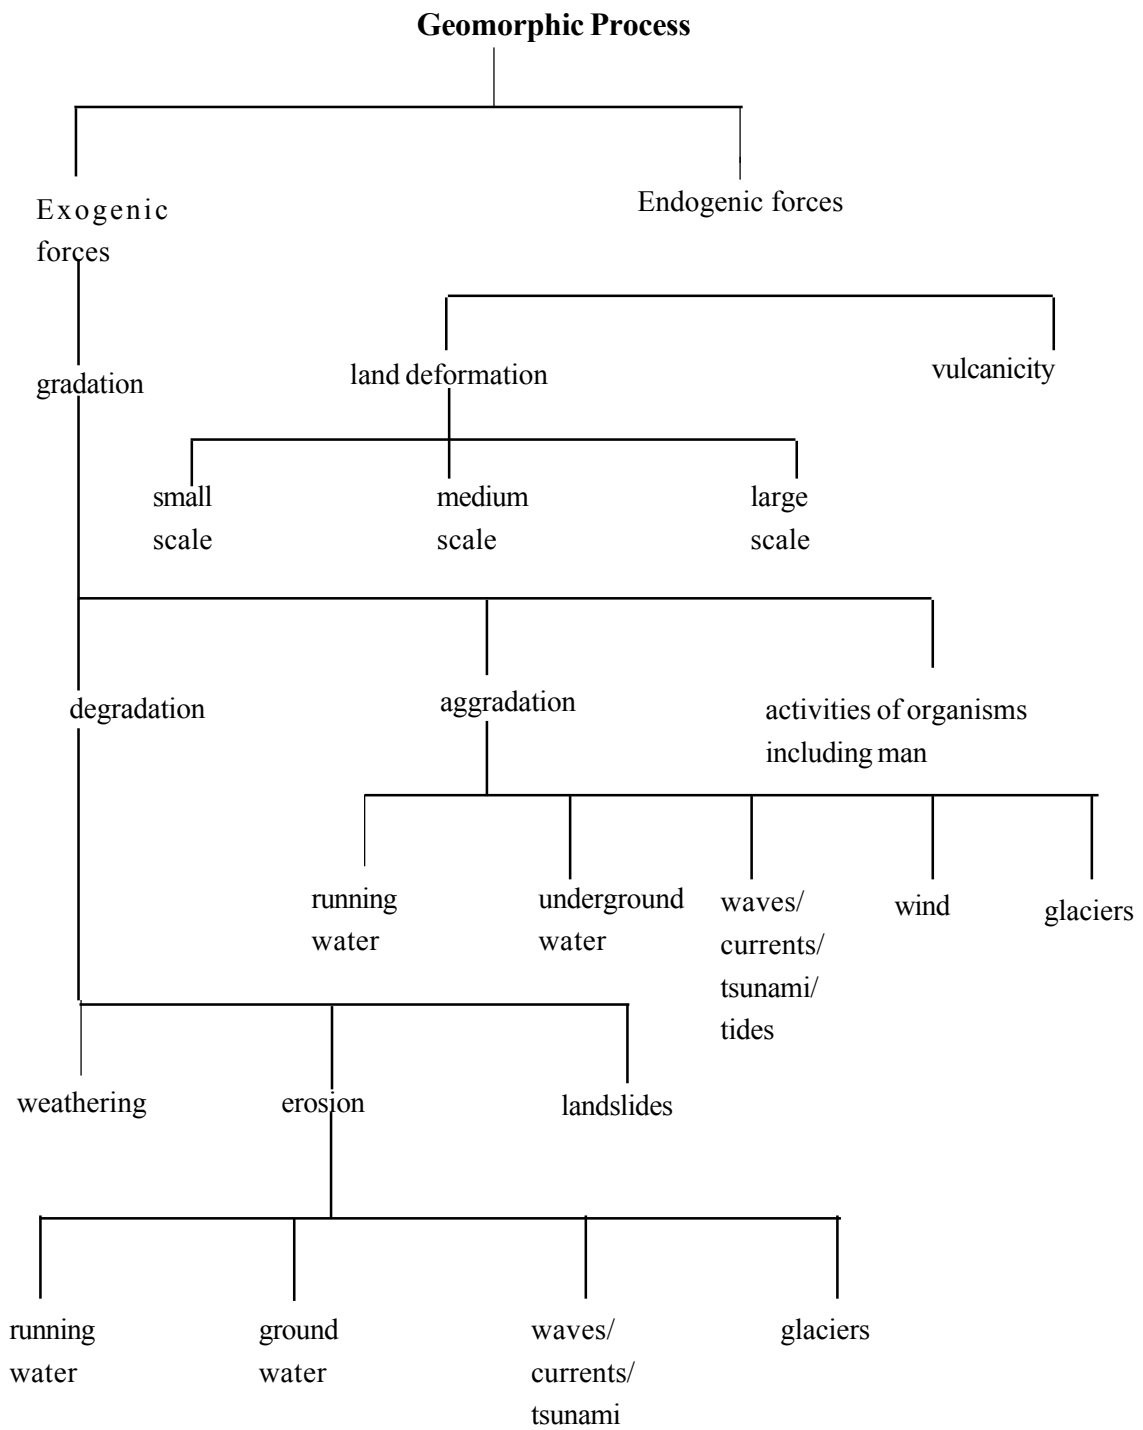 Geomorphic Process
Exogenic
forces
Endogenic forces
gradation
land deformation
vulcanicity
small
scale
medium
scale
large
scale
degradation
aggradation
activities of organisms
including man
running
water
underground
water
waves/
currents/
tsunami/
tides
wind
glaciers
weathering
erosion
landslides
running
water
ground
water
waves/
currents/
tsunami
glaciers